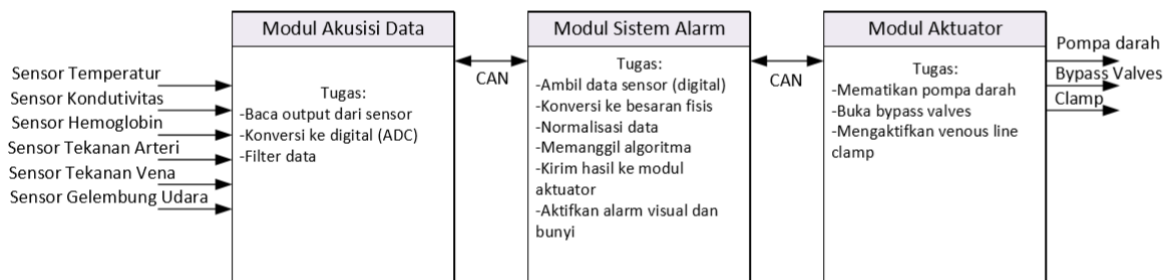 Modul Akusisi Data
Modul Sistem Alarm
Modul Aktuator
Sensor Temperatur
Sensor Kondutivitas
Sensor Hemoglobin
Sensor Tekanan Arteri
Sensor Tekanan Vena
Sensor Gelembung Udara
Tugas:
-Baca output dari sensor
-Konversi ke digital (ADC)
-Filter data
CAN
Tugas:
-Ambil data sensor (digital)
-Konversi ke besaran fisis
-Normalisasi data
-Memanggil algoritma
-Kirim hasil ke modul
aktuator
-Aktifkan alarm visual dan
bunyi
CAN
Tugas:
-Mematikan pompa darah
-Buka bypass valves
-Mengaktifkan venous line
clamp
Pompa darah
Bypass Valves
Clamp